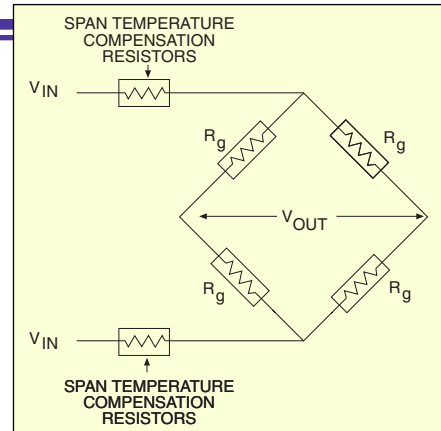 SPAN TEMPERATURE
COMPENSATION
RESISTORS
VIN
Rg
Rg
VOUT
Rg
Rg
VIN
SPAN TEMPERATURE
COMPENSATION
RESISTORS